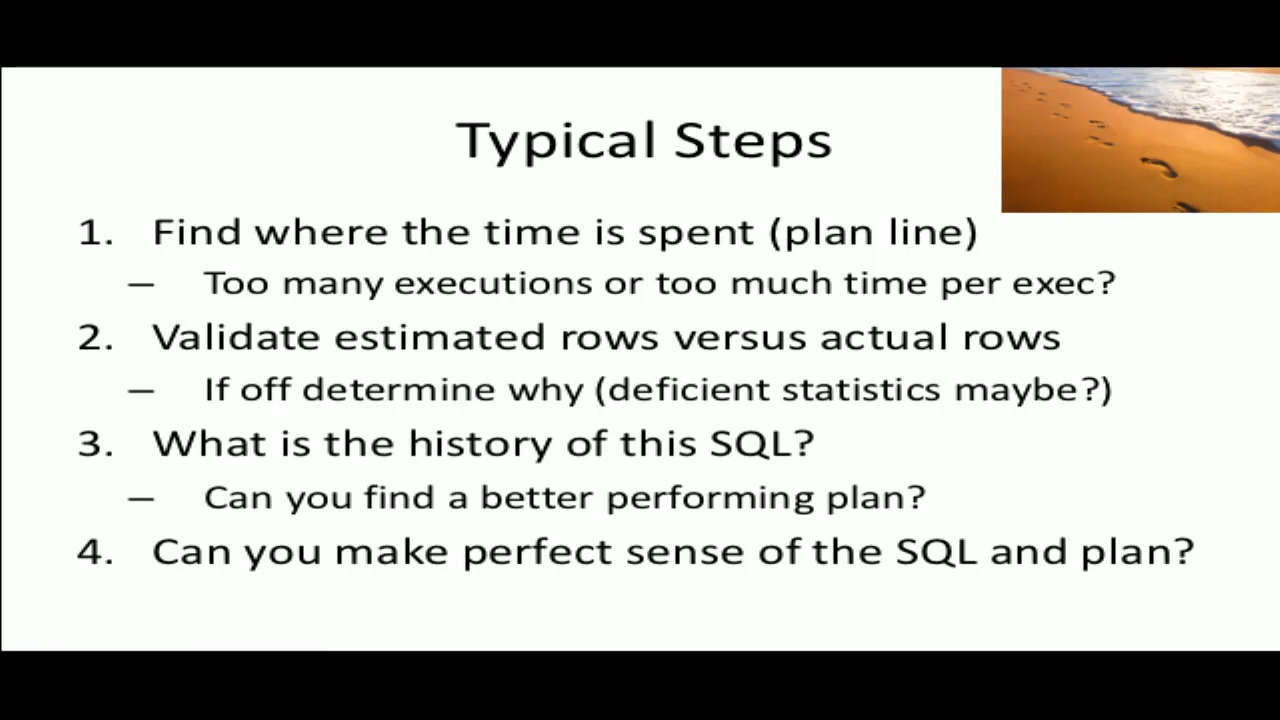 Typical Steps
1. Find where the time is spent (plan line)
— Too many executions or too much time per exec?
2. Validate estimated rows versus actual rows
— If off determine why (deficient statistics maybe?)
3. What is the history of this SQL?
— Can you find a better performing plan?
4. Can you make perfect sense of the SQL and plan?